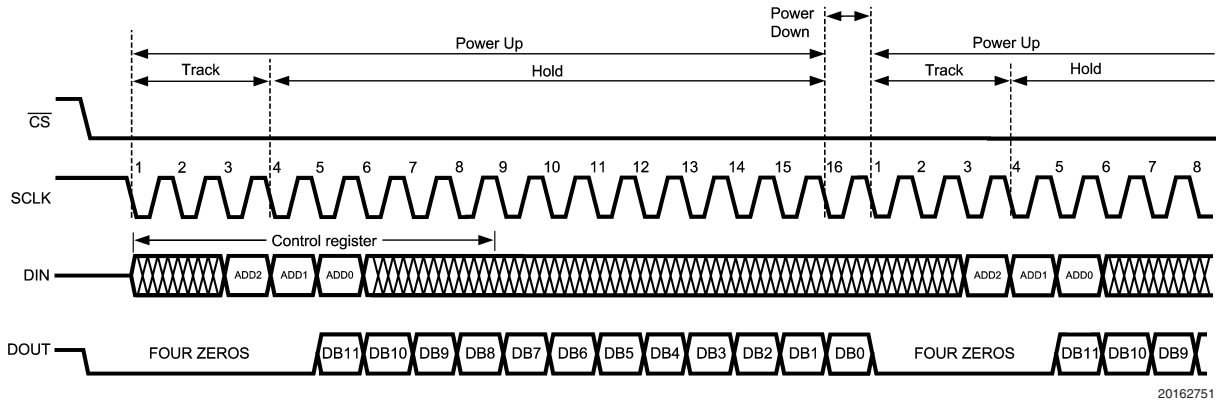 Power Down
Power Up
Power Up
Track
Hold
Track
Hold
CS
1 2 3 4 5 6 7 8 9 10 11 12 13 14 15 16 1 2 3 4 5 6 7 8
SCLK
Control register
DIN
ADD2 ADD1 ADD0 ADD2 ADD1 ADD0
DOUT
FOUR ZEROS DB11 DB10 DB9 DB8 DB7 DB6 DB5 DB4 DB3 DB2 DB1 DB0 FOUR ZEROS DB11 DB10 DB9
20162751